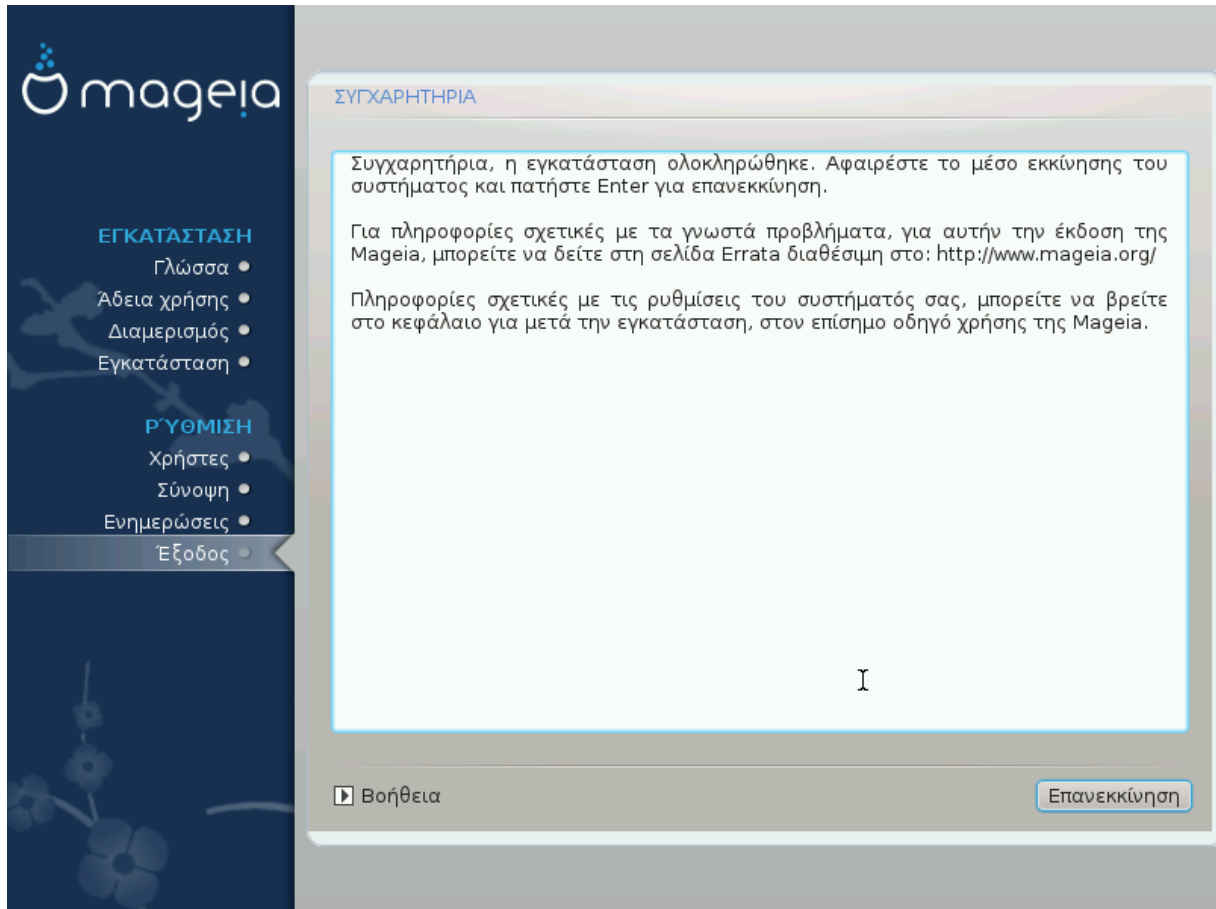 mageia
ΕΓΚΑΤΆΣΤΑΣΗ
Γλώσσα
Άδεια χρήσης
Διαμερισμός
Εγκατάσταση
ΡΎΘΜΙΣΗ
Χρήστες
Σύνοψη
Ενημερώσεις
Έξοδος
ΣΥΓΧΑΡΗΤΗΡΙΑ
Συγχαρητήρια, η εγκατάσταση ολοκληρώθηκε. Αφαιρέστε το μέσο εκκίνησης του
συστήματος και πατήστε Enter για επανεκκίνηση.
Για πληροφορίες σχετικές με τα γνωστά προβλήματα, για αυτήν την έκδοση της
Mageia, μπορείτε να δείτε στη σελίδα Errata διαθέσιμη στο: http://www.mageia.org/
Πληροφορίες σχετικές με τις ρυθμίσεις του συστήματός σας, μπορείτε να βρείτε
στο κεφάλαιο για μετά την εγκατάσταση, στον επίσημο οδηγό χρήσης της Mageia.
Βοήθεια
Επανεκκίνηση